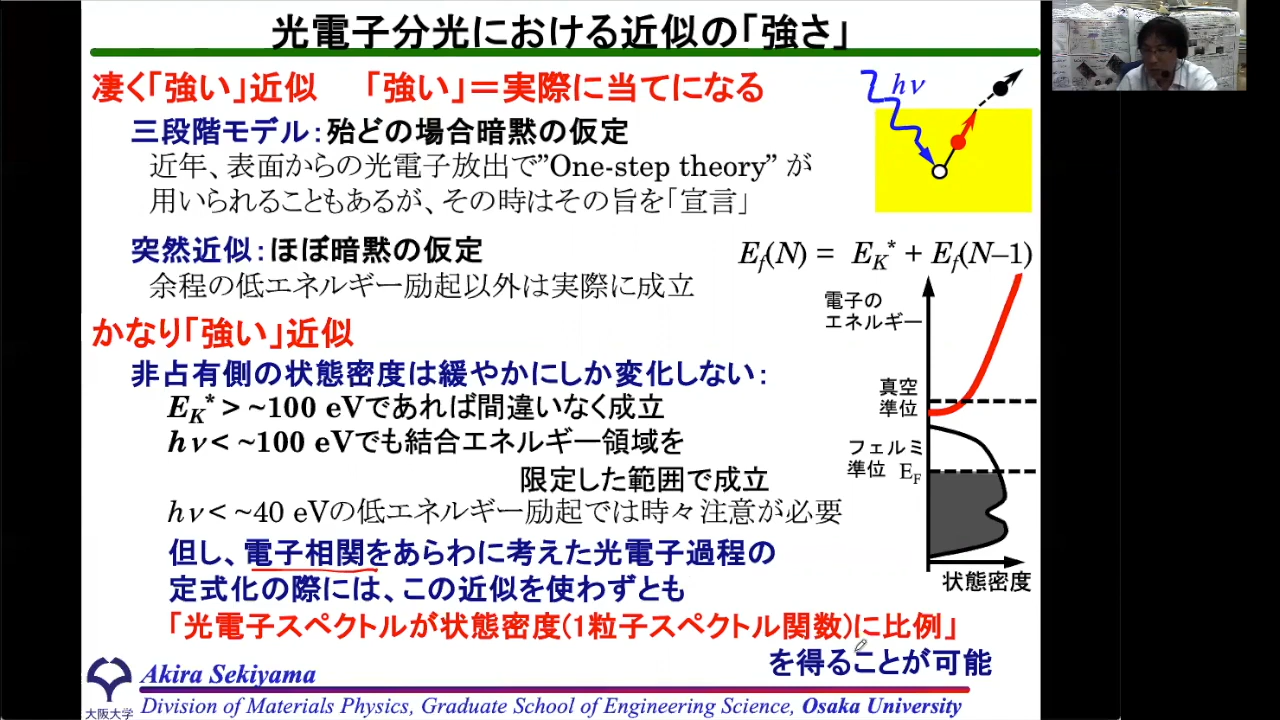 光電子分光における近似の「強さ」
凄く「強い」近似 「強い」＝実際に当てになる
三段階モデル：殆どの場合暗黙の仮定
近年、表面からの光電子放出で”One-step theory” が
用いられることもあるが、その時はその旨を「宣言」
hν
突然近似：ほぼ暗黙の仮定
余程の低エネルギー励起以外は実際に成立
Ef(N) = EK* + Ef(N–1)
かなり「強い」近似
非占有側の状態密度は緩やかにしか変化しない：
EK* > ~100 eVであれば間違いなく成立
hν < ~100 eVでも結合エネルギー領域を
限定した範囲で成立
hν < ~40 eVの低エネルギー励起では時々注意が必要
但し、電子相関をあらわに考えた光電子過程の
定式化の際には、この近似を使わずとも
「光電子スペクトルが状態密度(1粒子スペクトル関数)に比例」
を得ることが可能
電子の
エネルギー
真空
準位
フェルミ
準位 EF
状態密度
大阪大学
Akira Sekiyama
Division of Materials Physics, Graduate School of Engineering Science, Osaka University